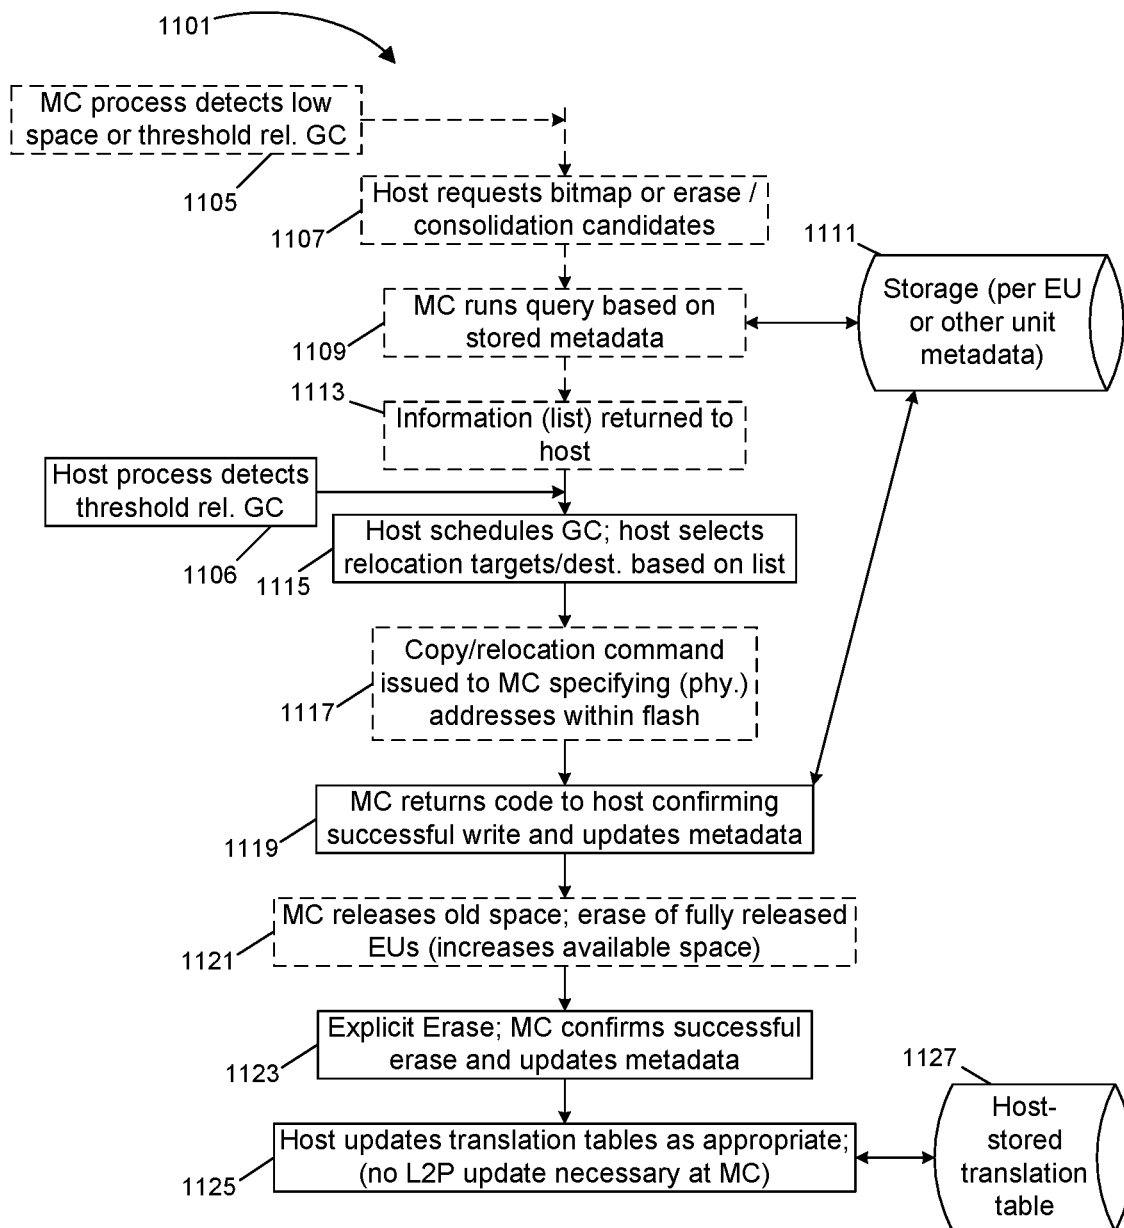 1101
MC process detects low
space or threshold rel. GC
1105
Host requests bitmap or erase /
consolidation candidates
1107
1111
Storage (per EU
or other unit
metadata)
MC runs query based on
stored metadata
1109
1113
Information (list) returned to
host
Host process detects
threshold rel. GC
1106
Host schedules GC; host selects
relocation targets/dest. based on list
1115
Copy/relocation command
issued to MC specifying (phy.)
addresses within flash
1117
MC returns code to host confirming
successful write and updates metadata
1119
MC releases old space; erase of fully released
EUs (increases available space)
1121
Explicit Erase; MC confirms successful
erase and updates metadata
1123
1127
Host-
stored
translation
table
Host updates translation tables as appropriate;
(no L2P update necessary at MC)
1125